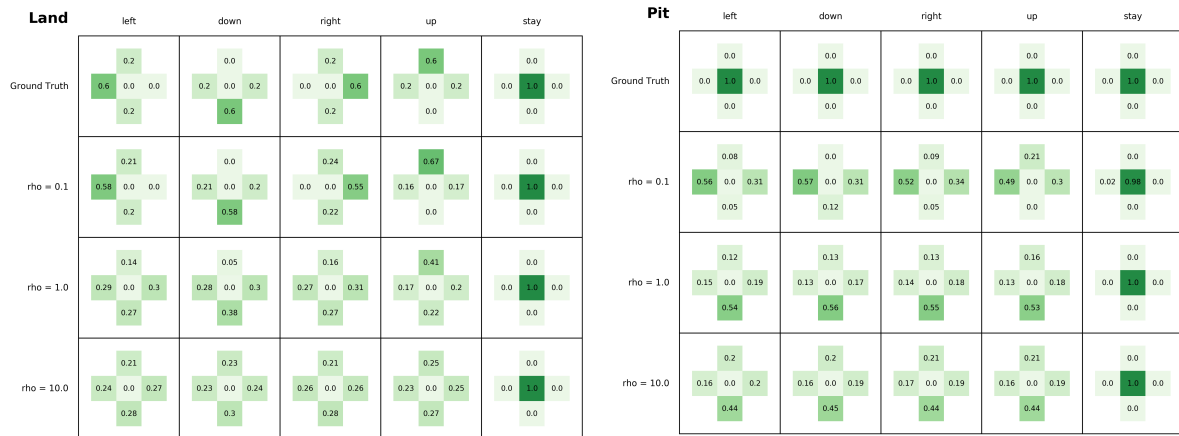 Land
left down right up stay
Ground Truth
0.2 0.0 0.2 0.6 0.0
0.6 0.0 0.0 0.2 0.0 0.2 0.0 0.0 0.6 0.2 0.0 0.2 0.0 1.0 0.0
0.2 0.6 0.2 0.0 0.0
rho = 0.1
0.21 0.0 0.24 0.67 0.0
0.58 0.0 0.0 0.21 0.0 0.2 0.0 0.0 0.55 0.16 0.0 0.17 0.0 1.0 0.0
0.2 0.58 0.22 0.0 0.0
rho = 1.0
0.14 0.05 0.16 0.41 0.0
0.29 0.0 0.3 0.28 0.0 0.3 0.27 0.0 0.31 0.17 0.0 0.2 0.0 1.0 0.0
0.27 0.38 0.27 0.22 0.0
rho = 10.0
0.21 0.23 0.21 0.25 0.0
0.24 0.0 0.27 0.23 0.0 0.24 0.26 0.0 0.26 0.23 0.0 0.25 0.0 1.0 0.0
0.28 0.3 0.28 0.27 0.0
Pit
left down right up stay
Ground Truth
0.0 0.0 0.0 0.0 0.0
0.0 1.0 0.0 0.0 1.0 0.0 0.0 1.0 0.0 0.0 1.0 0.0 0.0 1.0 0.0
0.0 0.0 0.0 0.0 0.0
rho = 0.1
0.08 0.0 0.09 0.21 0.0
0.56 0.0 0.31 0.57 0.0 0.31 0.52 0.0 0.34 0.49 0.0 0.3 0.02 0.98 0.0
0.05 0.12 0.05 0.0 0.0
rho = 1.0
0.12 0.13 0.13 0.16 0.0
0.15 0.0 0.19 0.13 0.0 0.17 0.14 0.0 0.18 0.13 0.0 0.18 0.0 1.0 0.0
0.54 0.56 0.55 0.53 0.0
rho = 10.0
0.2 0.2 0.21 0.21 0.0
0.16 0.0 0.2 0.16 0.0 0.19 0.17 0.0 0.19 0.16 0.0 0.19 0.0 1.0 0.0
0.44 0.45 0.44 0.44 0.0